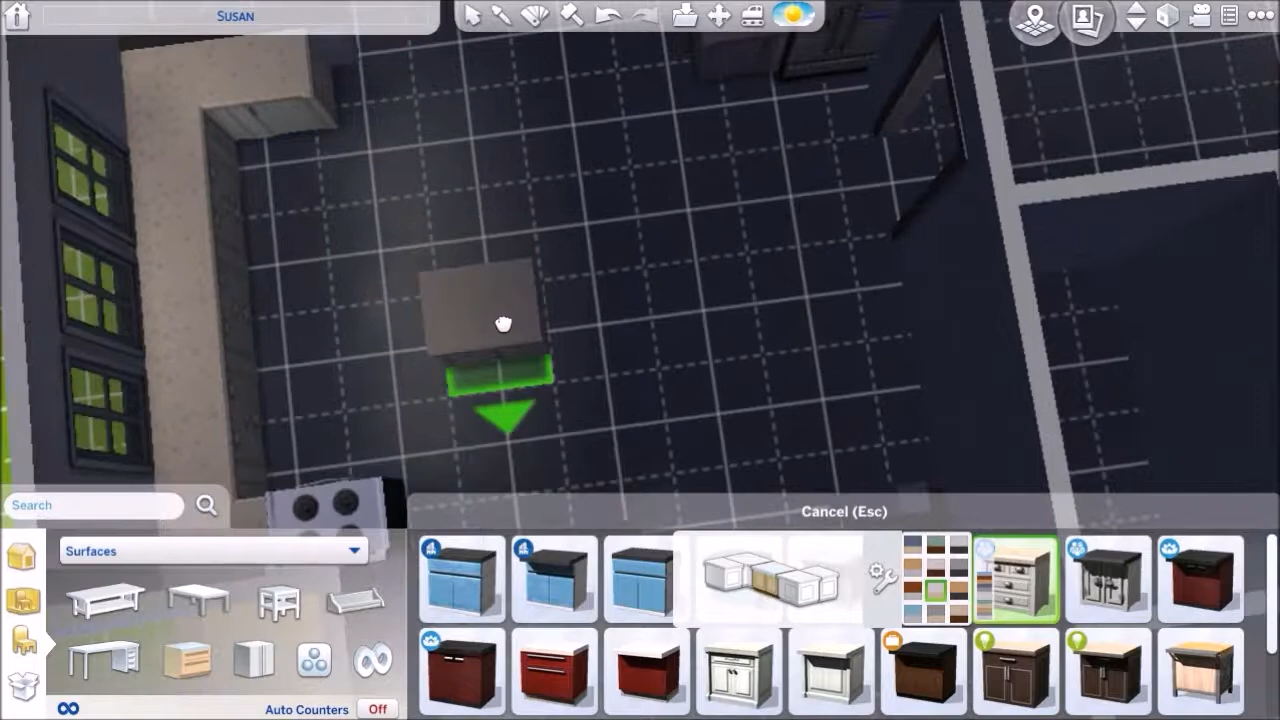 SUSAN
Search
Cancel (Esc)
Surfaces
Auto Counters
Off